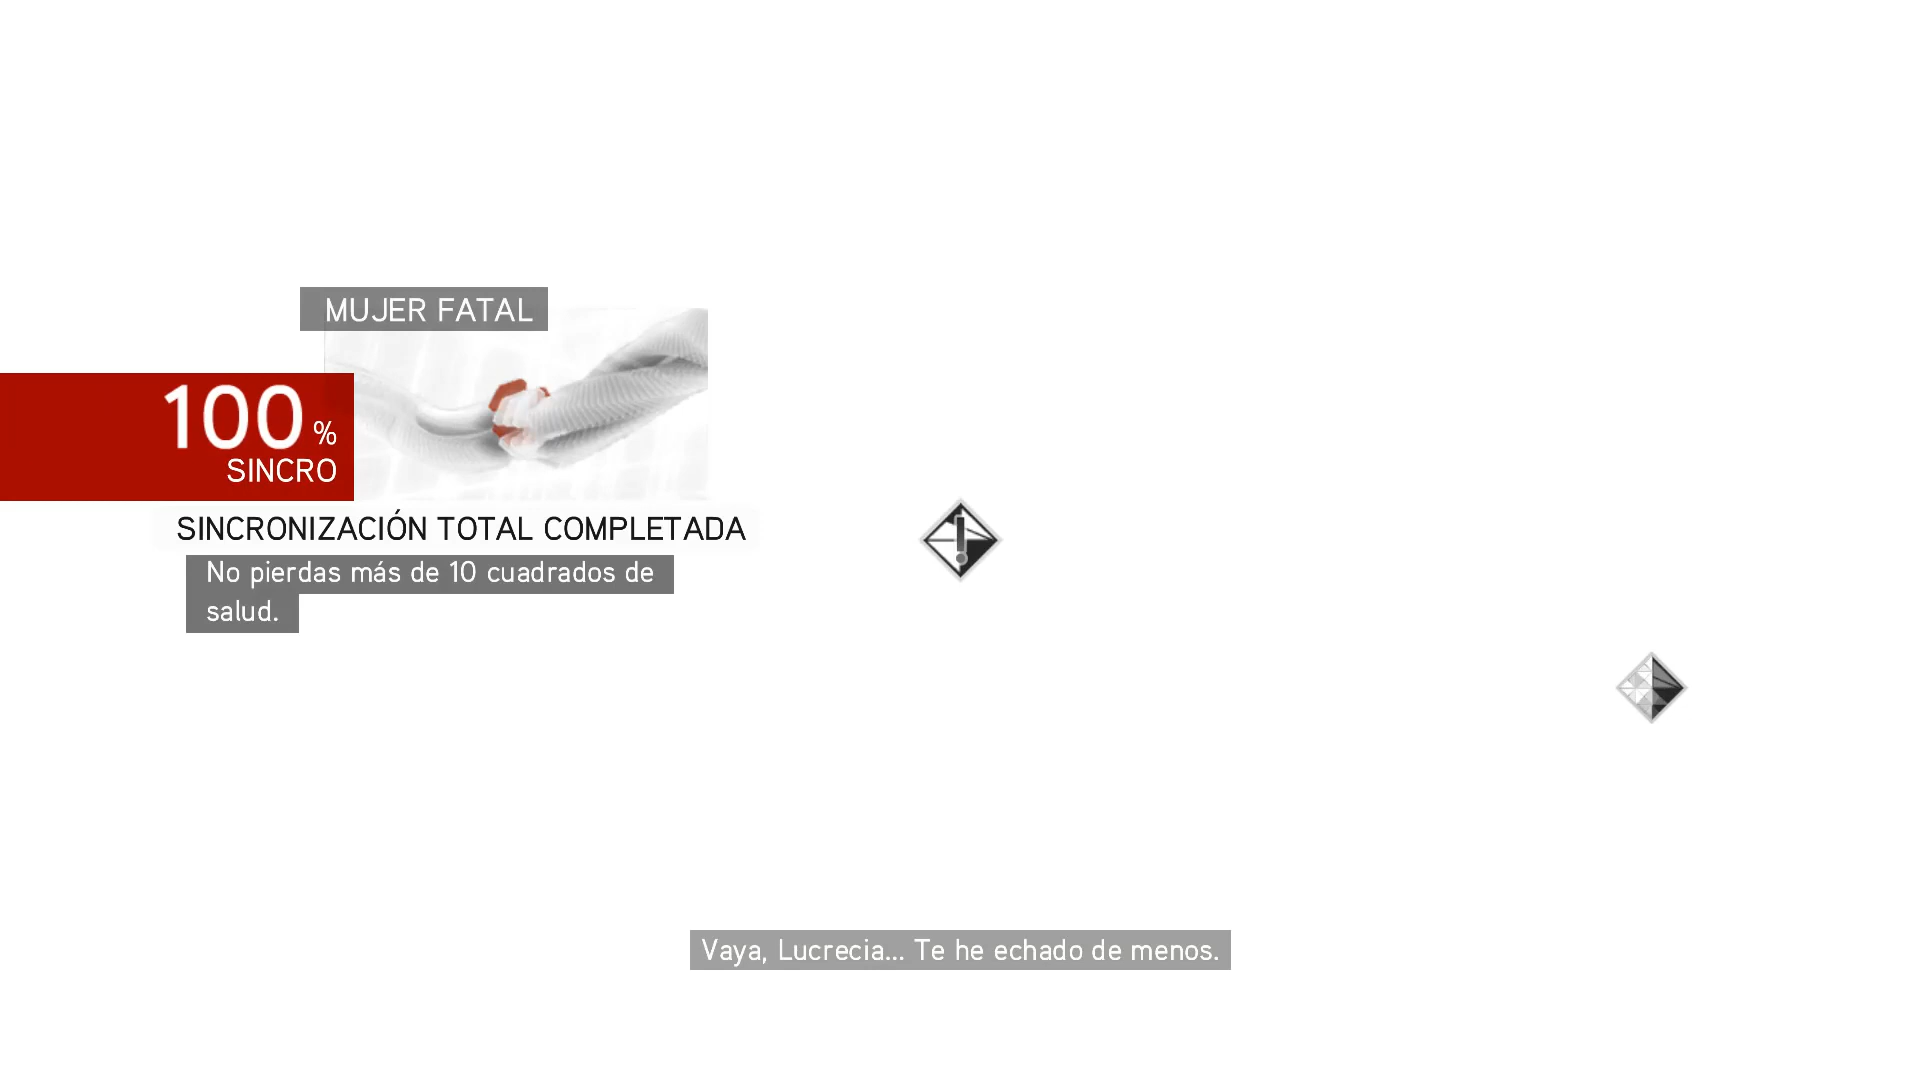 MUJER FATAL
100 %
SINCRO
SINCRONIZACIÓN TOTAL COMPLETADA
No pierdas más de 10 cuadrados de
salud.
Vaya, Lucrecia... Te he echado de menos.